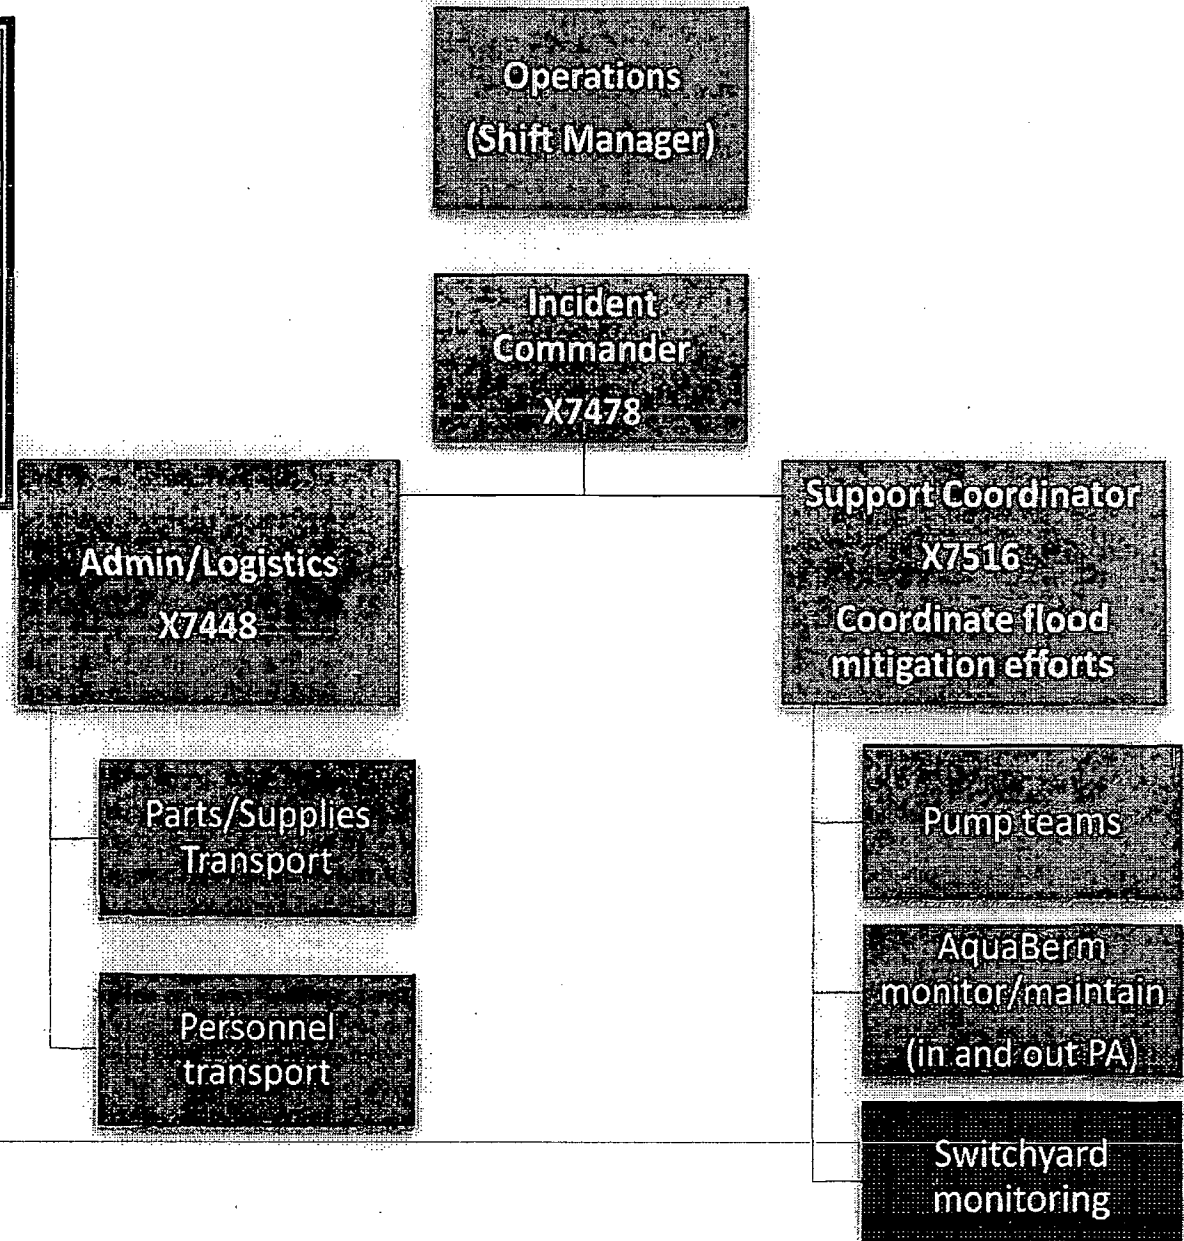 Operations
(Shift Manager)
Incident
Commander
X7478
Admin/Logistics
X7448
Support Coordinator
X7516
Coordinate flood
mitigation efforts
Parts/Supplies
Transport
Personnel
transport
Pump teams
AquaBerm
monitor/maintain
(in and out PA)
Switchyard
monitoring